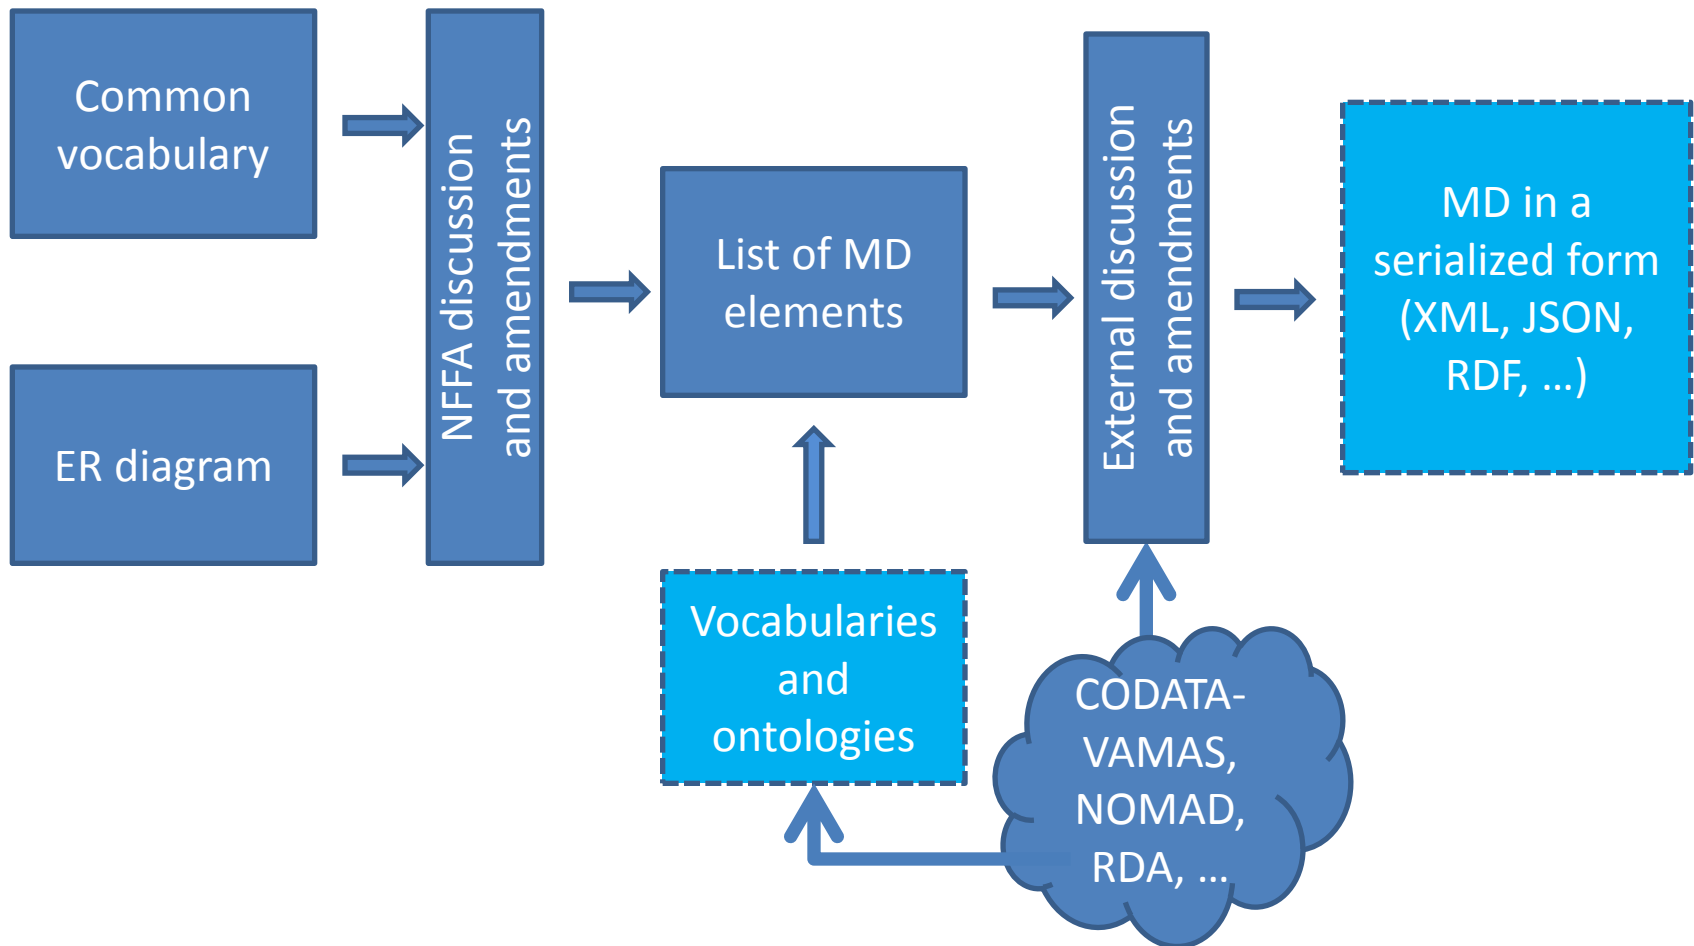 Common
vocabulary
ER diagram
NFFA discussion
and amendments
List of MD
elements
Vocabularies
and
ontologies
External discussion
and amendments
CODATA-
VAMAS,
NOMAD,
RDA, ...
MD in a
serialized form
(XML, JSON,
RDF, ...)